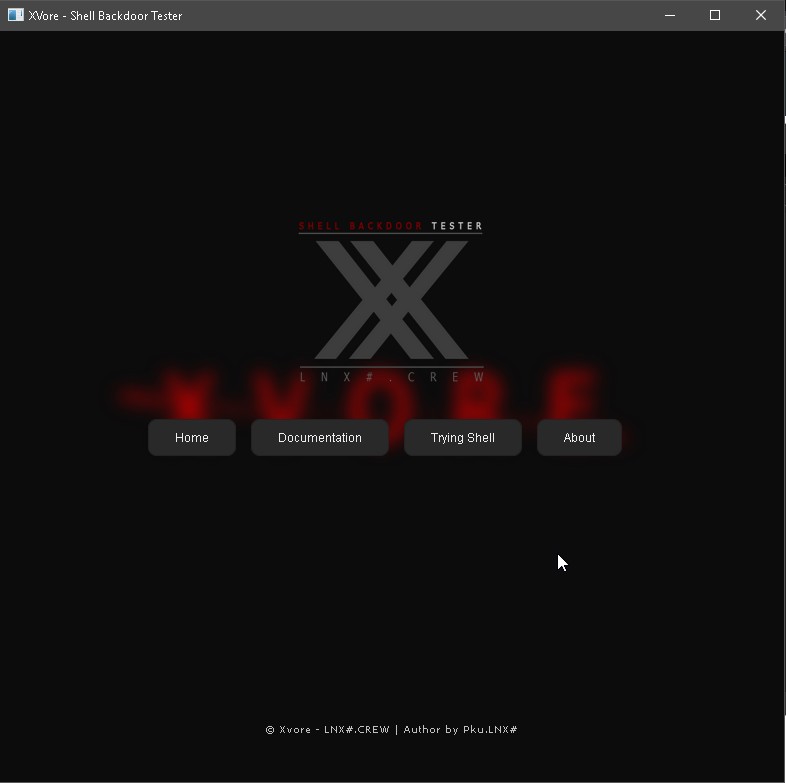 XVore - Shell Backdoor Tester
SHELL BACKDOOR TESTER
LNX#.CREW
XVORE
Home
Documentation
Trying Shell
About
© Xvore - LNX#.CREW | Author by Pku.LNX#